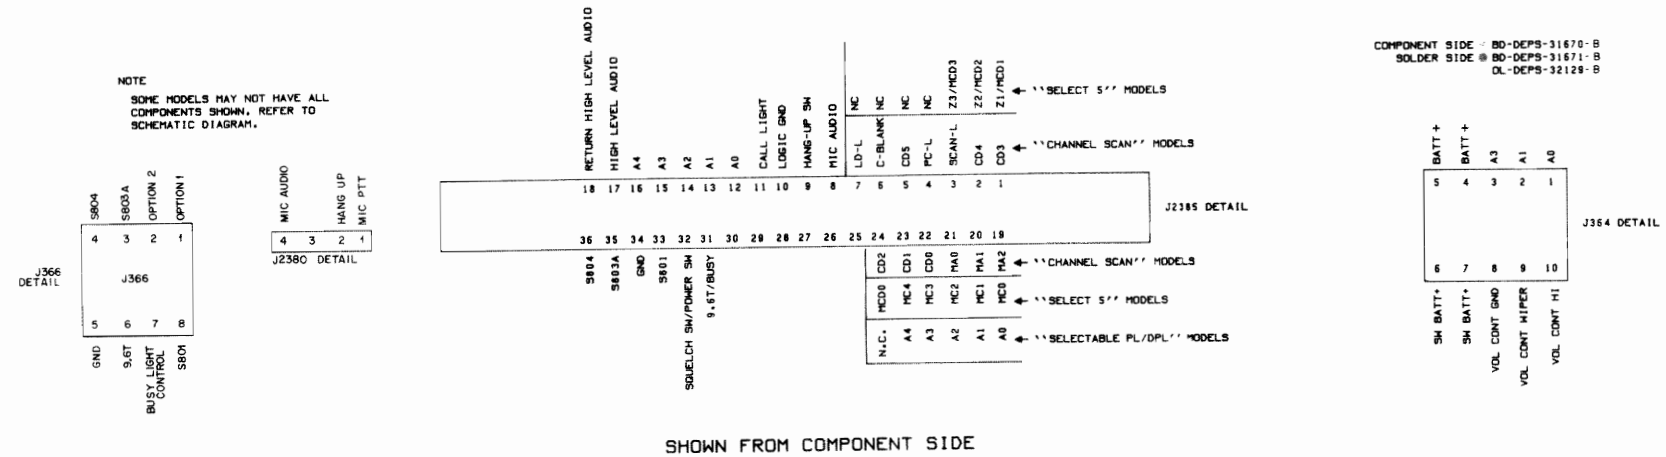 COMPONENT SIDE BD-DEPS-31670-B
SOLDER SIDE BD-DEPS-31671-B
DL-DEPS-32129-B
NOTE
SOME MODELS MAY NOT HAVE ALL
COMPONENTS SHOWN. REFER TO
SCHEMATIC DIAGRAM.
S804
S803A
OPTION 2
OPTION 1
4 3 2 1
J366
DETAIL
J366
5 6 7 8
GND
9.6T
BUSY LIGHT
CONTROL
S801
MIC AUDIO
HANG UP
MIC PTT
4 3 2 1
J2380 DETAIL
RETURN HIGH LEVEL AUDIO
HIGH LEVEL AUDIO
A4
A3
A2
A1
A0
CALL LIGHT
LOGIC GND
HANG-UP SW
MIC AUDIO
NC NC NC NC Z3/MCD3 Z2/MCD2 Z1/MCD1 ← ''SELECT 5'' MODELS
LD-L C-BLANK CD5 PC-L SCAN-L CD4 CD3 ← ''CHANNEL SCAN'' MODELS
18 17 16 15 14 13 12 11 10 9 8 7 6 5 4 3 2 1
J2385 DETAIL
36 35 34 33 32 31 30 29 28 27 26 25 24 23 22 21 20 19
S804
S803A
GND
S801
SQUELCH SW/POWER SW
9.6T/BUSY
CD2 CD1 CD0 MA0 MA1 MA2 ← ''CHANNEL SCAN'' MODELS
MCD0 MC4 MC3 MC2 MC1 MC0 ← ''SELECT 5'' MODELS
N.C. A4 A3 A2 A1 A0 ← ''SELECTABLE PL/DPL'' MODELS
BATT +
BATT +
A3
A1
A0
5 4 3 2 1
J364 DETAIL
6 7 8 9 10
SW BATT+
SW BATT+
VOL CONT GND
VOL CONT WIPER
VOL CONT HI
SHOWN FROM COMPONENT SIDE